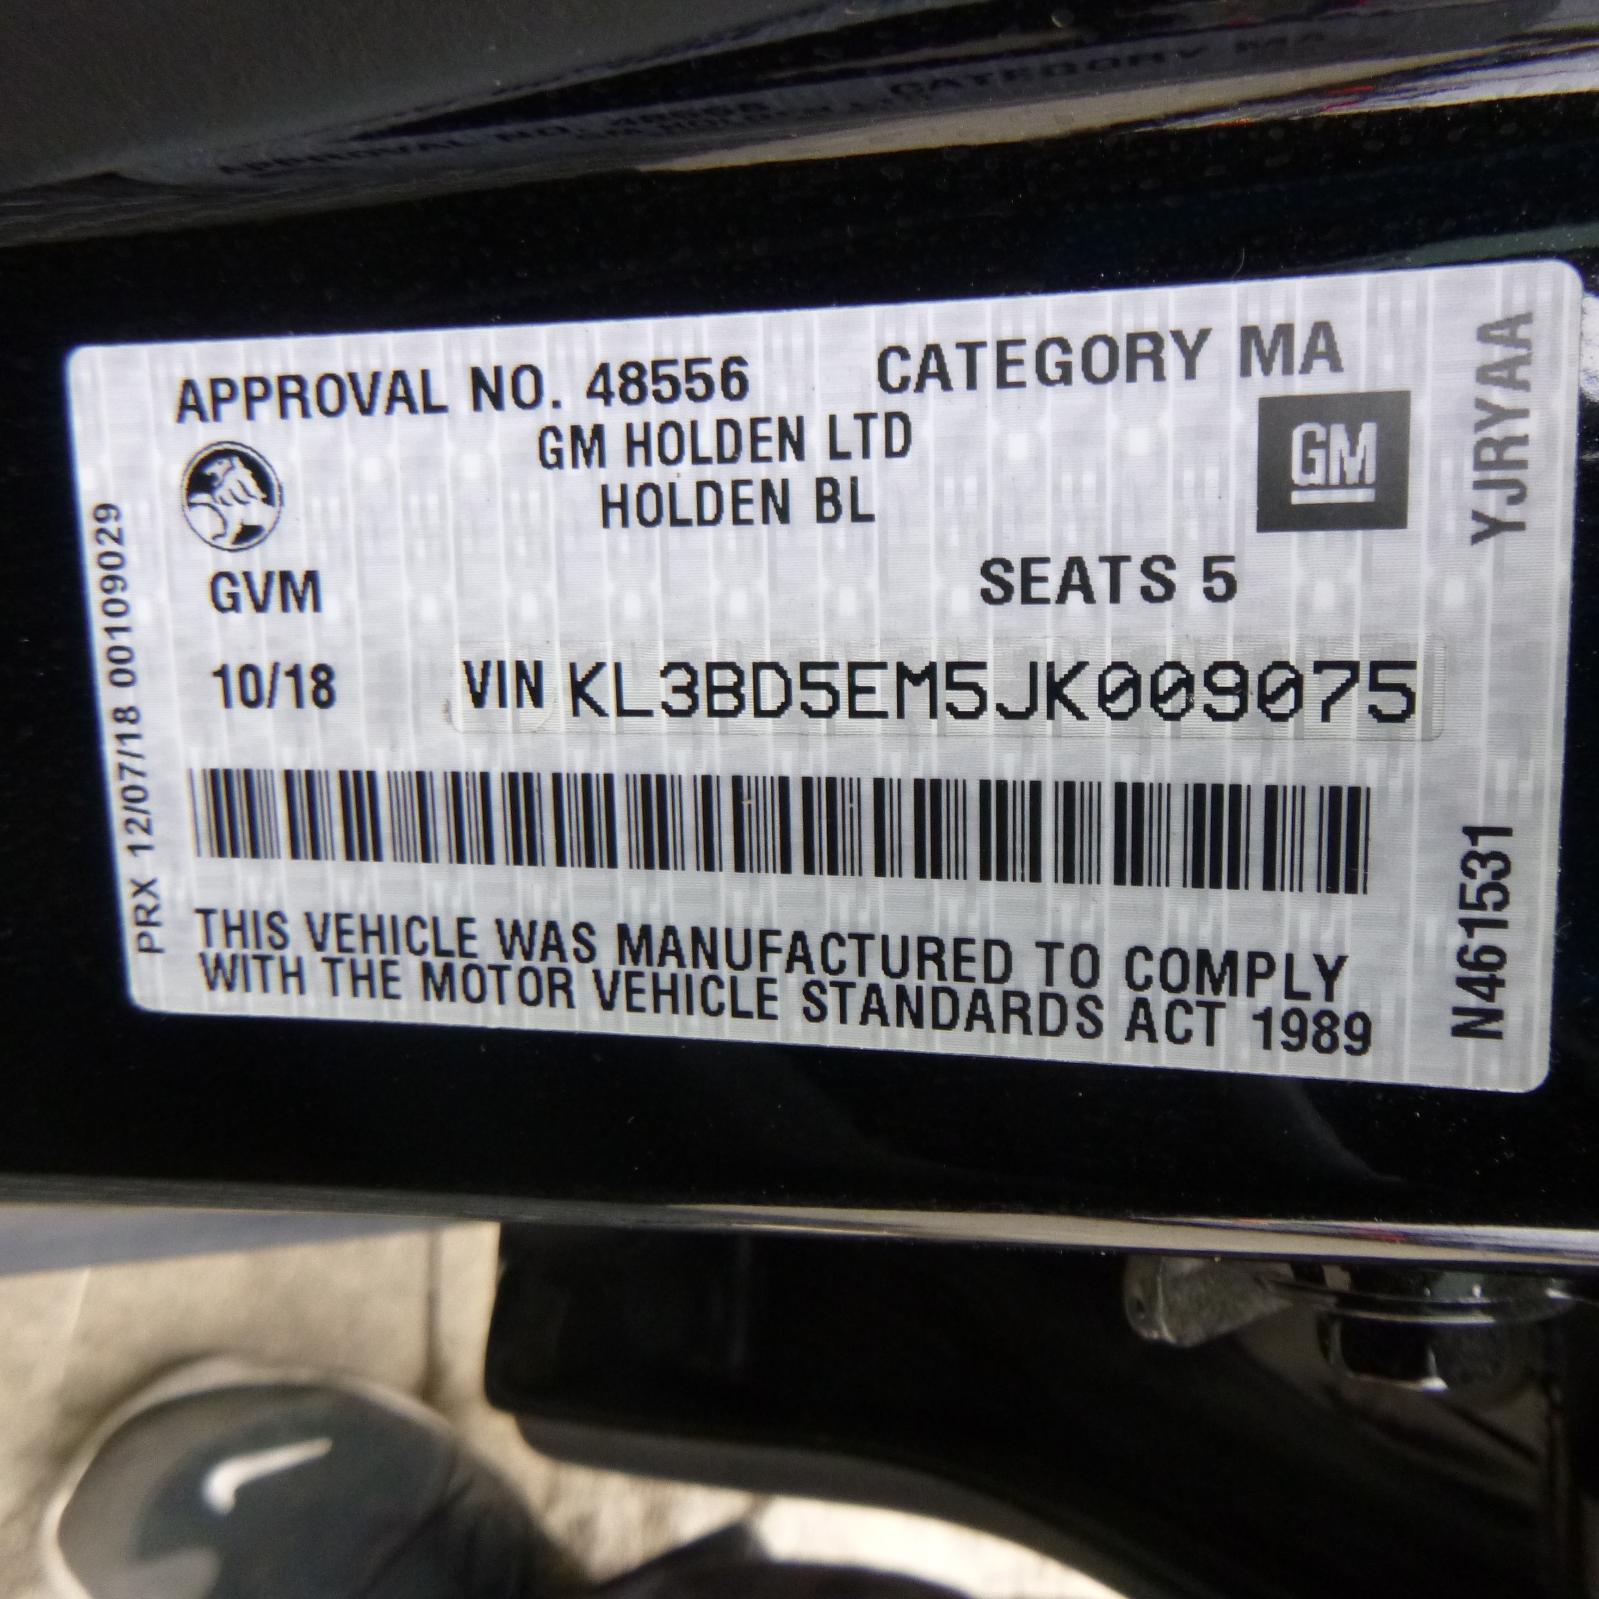 APPROVAL NO. 48556 CATEGORY MA
GM HOLDEN LTD
HOLDEN BL
GM
GVM SEATS 5
10/18 VIN KL3BD5EM5JK009075
THIS VEHICLE WAS MANUFACTURED TO COMPLY
WITH THE MOTOR VEHICLE STANDARDS ACT 1989
PRX 12/07/18 00109029
N461531 YJRYAA